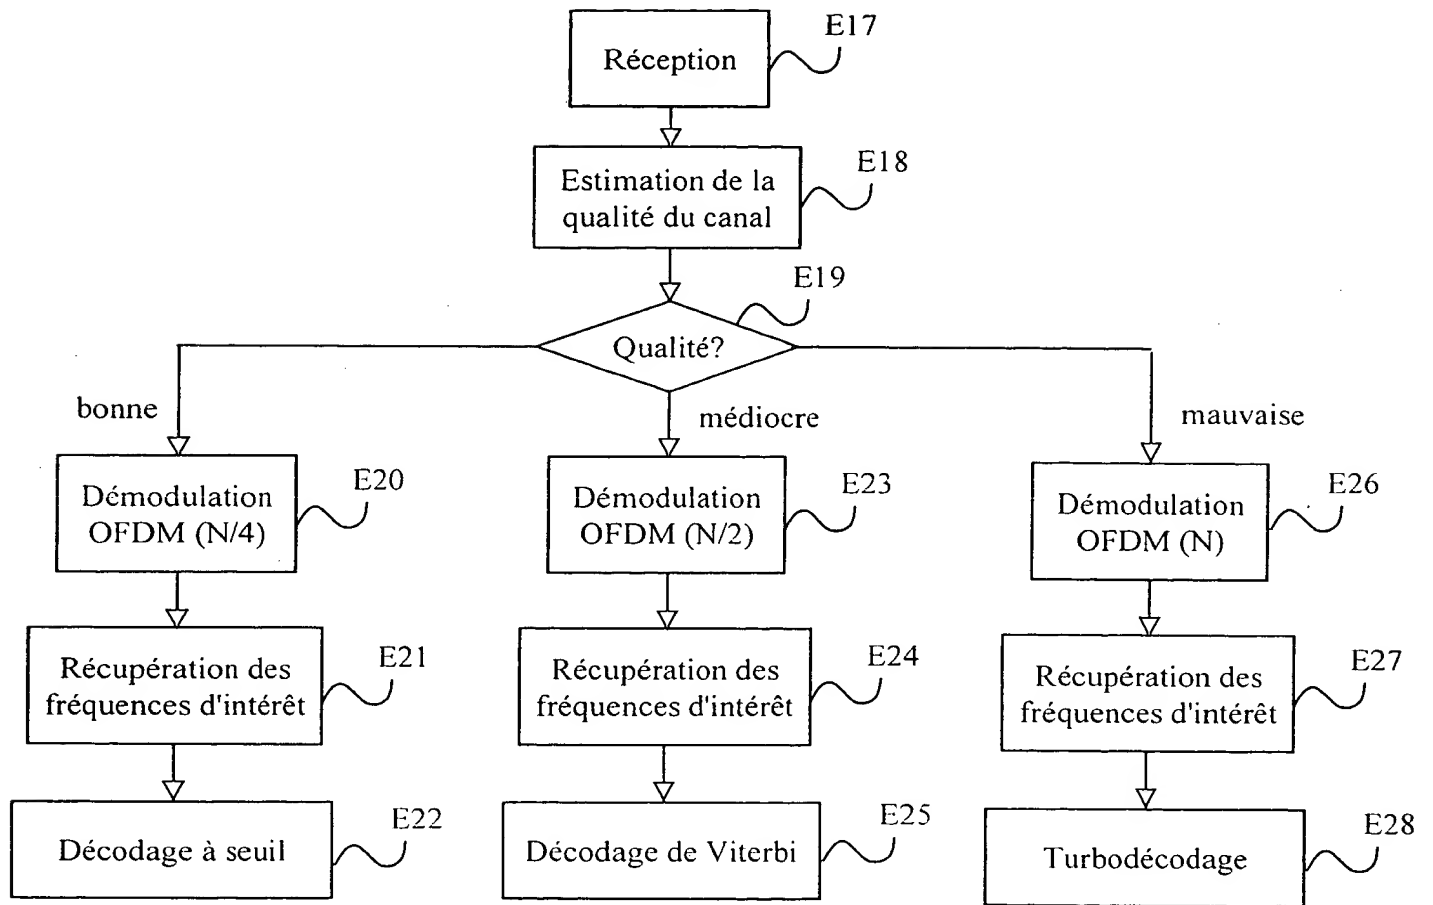 E17
Réception
E18
Estimation de la
qualité du canal
E19
Qualité?
bonne
médiocre
mauvaise
E20
Démodulation
OFDM (N/4)
E23
Démodulation
OFDM (N/2)
E26
Démodulation
OFDM (N)
E21
Récupération des
fréquences d'intérêt
E24
Récupération des
fréquences d'intérêt
E27
Récupération des
fréquences d'intérêt
E22
Décodage à seuil
E25
Décodage de Viterbi
E28
Turbodécodage